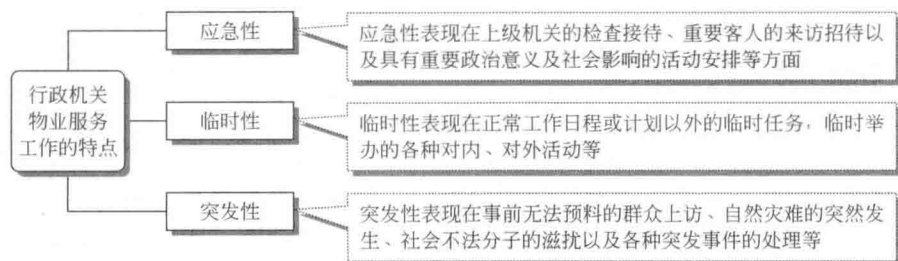 行政机关
物业服务
工作的特点
应急性
应急性表现在上级机关的检查接待、重要客人的来访招待以
及具有重要政治意义及社会影响的活动安排等方面
临时性
临时性表现在正常工作日程或计划以外的临时任务，临时举
办的各种对内、对外活动等
突发性
突发性表现在事前无法预料的群众上访、自然灾难的突然发
生、社会不法分子的滋扰以及各种突发事件的处理等